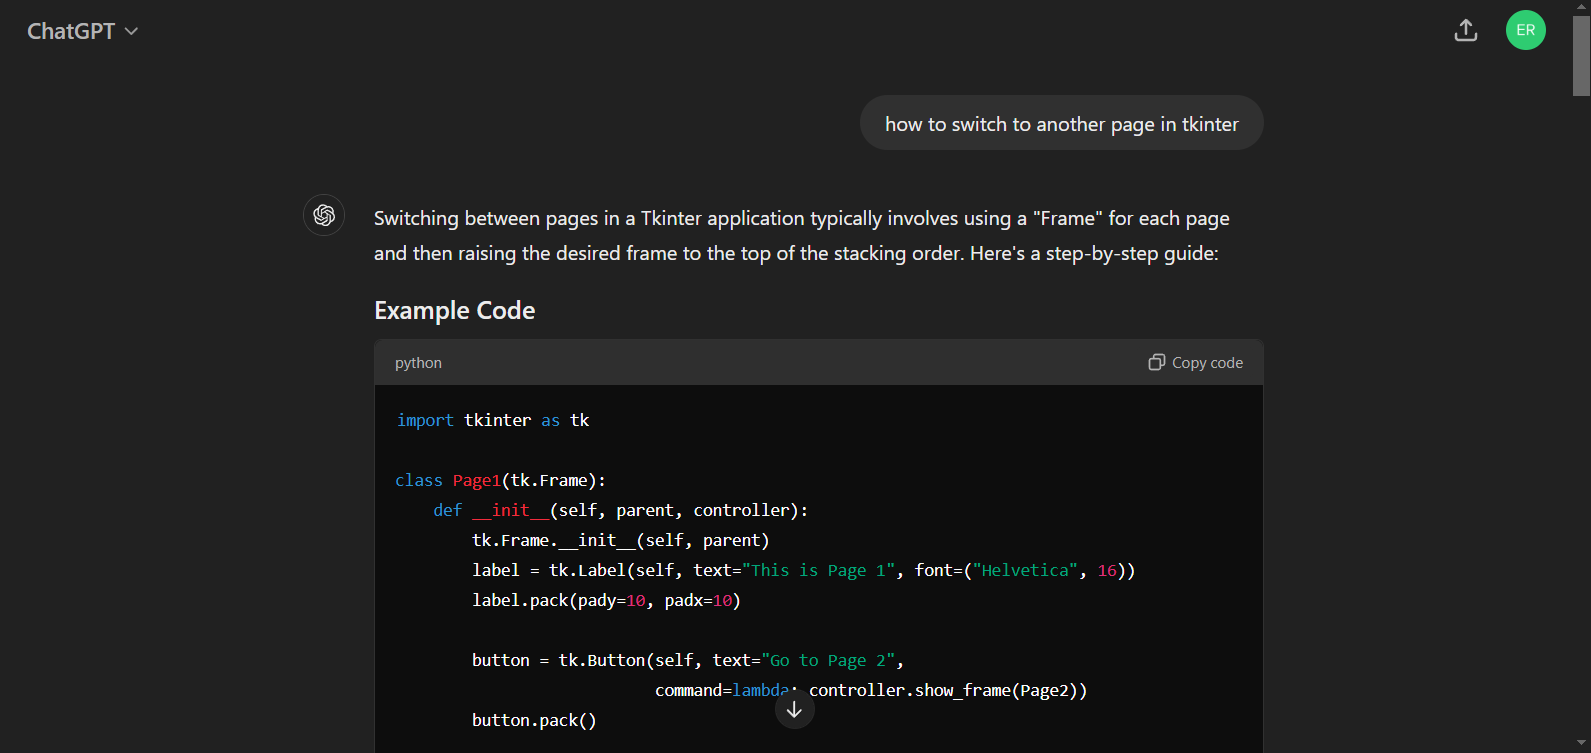 ChatGPT
ER
how to switch to another page in tkinter
Switching between pages in a Tkinter application typically involves using a "Frame" for each page
and then raising the desired frame to the top of the stacking order. Here's a step-by-step guide:
Example Code
python
Copy code
import tkinter as tk
class Page1(tk.Frame):
    def __init__(self, parent, controller):
        tk.Frame.__init__(self, parent)
        label = tk.Label(self, text="This is Page 1", font=("Helvetica", 16))
        label.pack(pady=10, padx=10)
        button = tk.Button(self, text="Go to Page 2",
                           command=lambda: controller.show_frame(Page2))
        button.pack()